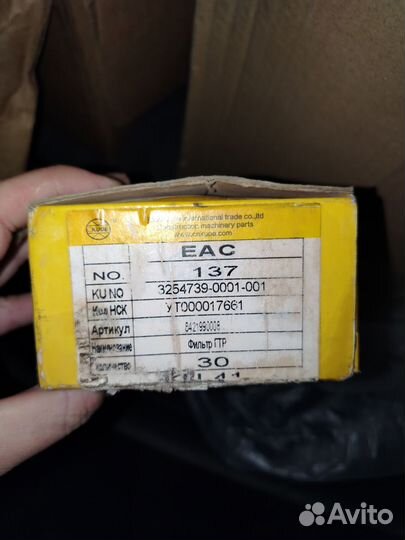 KUPE
international trade co.,ltd
machinery parts
EAC
NO. 137
KU NO 3254739-0001-001
Код НСК УТ000017661
Артикул 8421990008
Наименование Фильтр ГТР
количество 30
Avito